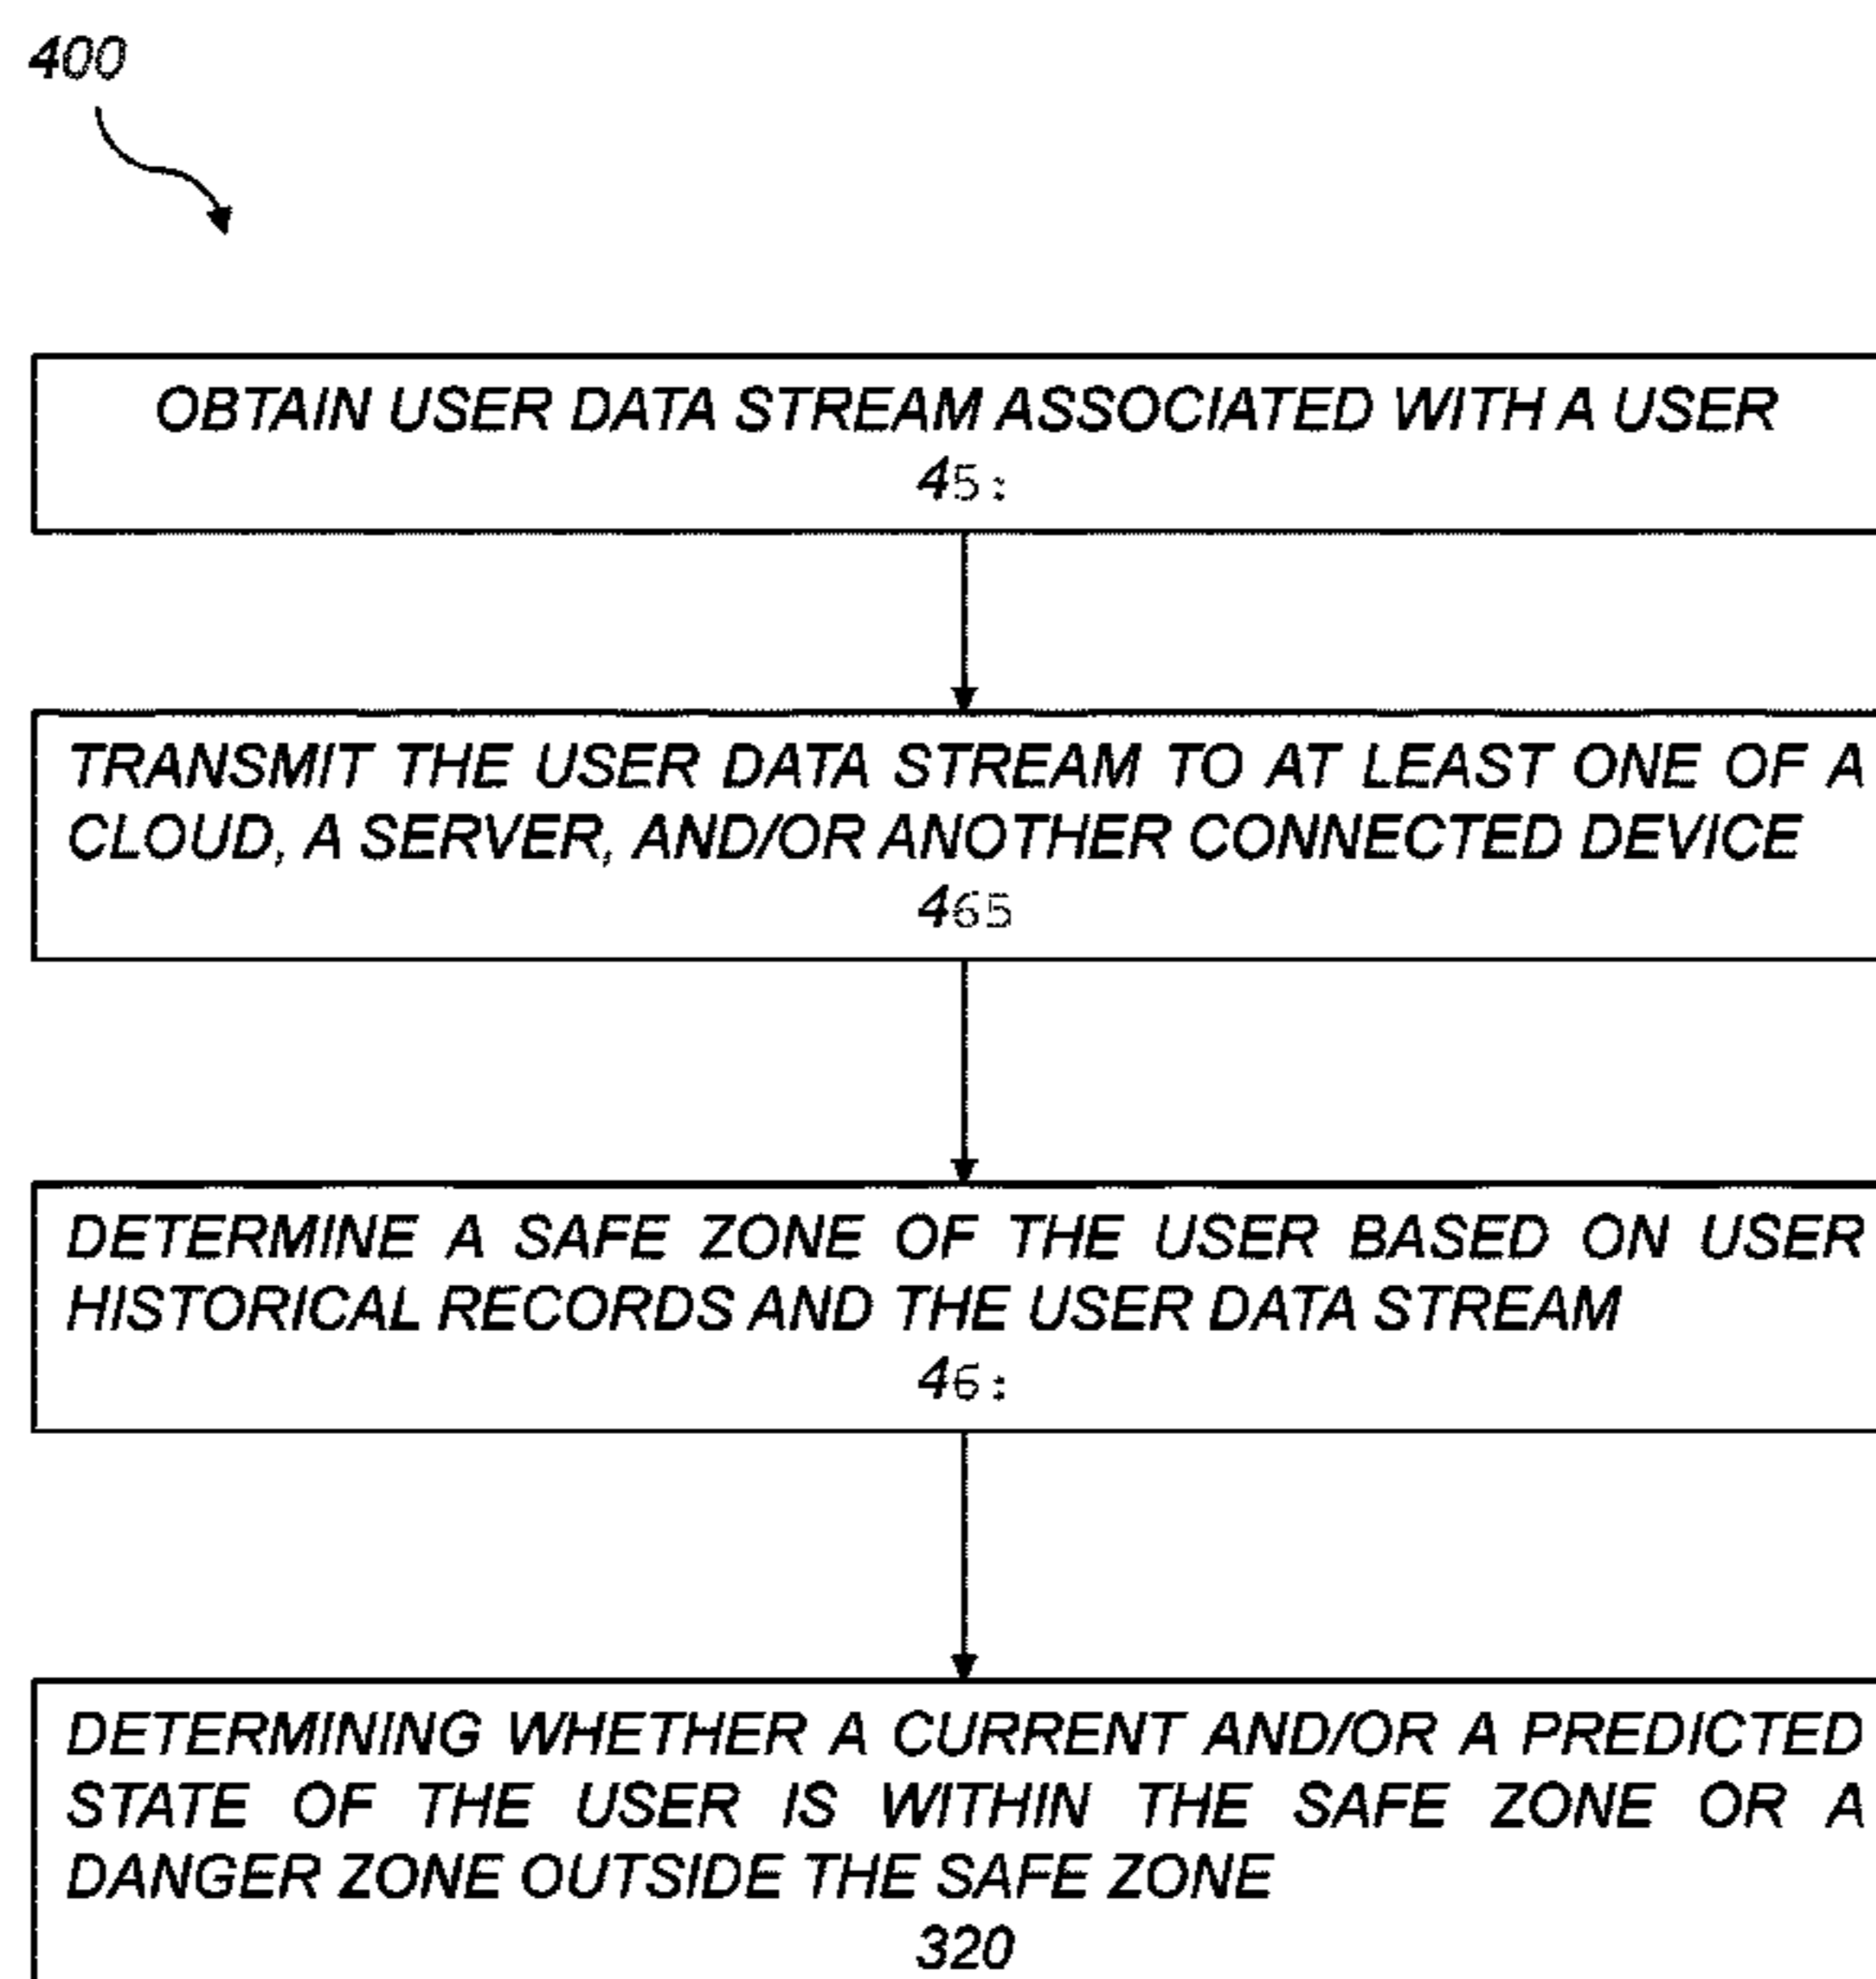 400
OBTAIN USER DATA STREAM ASSOCIATED WITH A USER
45:
TRANSMIT THE USER DATA STREAM TO AT LEAST ONE OF A
CLOUD, A SERVER, AND/OR ANOTHER CONNECTED DEVICE
465
DETERMINE A SAFE ZONE OF THE USER BASED ON USER
HISTORICAL RECORDS AND THE USER DATA STREAM
46:
DETERMINING WHETHER A CURRENT AND/OR A PREDICTED
STATE OF THE USER IS WITHIN THE SAFE ZONE OR A
DANGER ZONE OUTSIDE THE SAFE ZONE
320